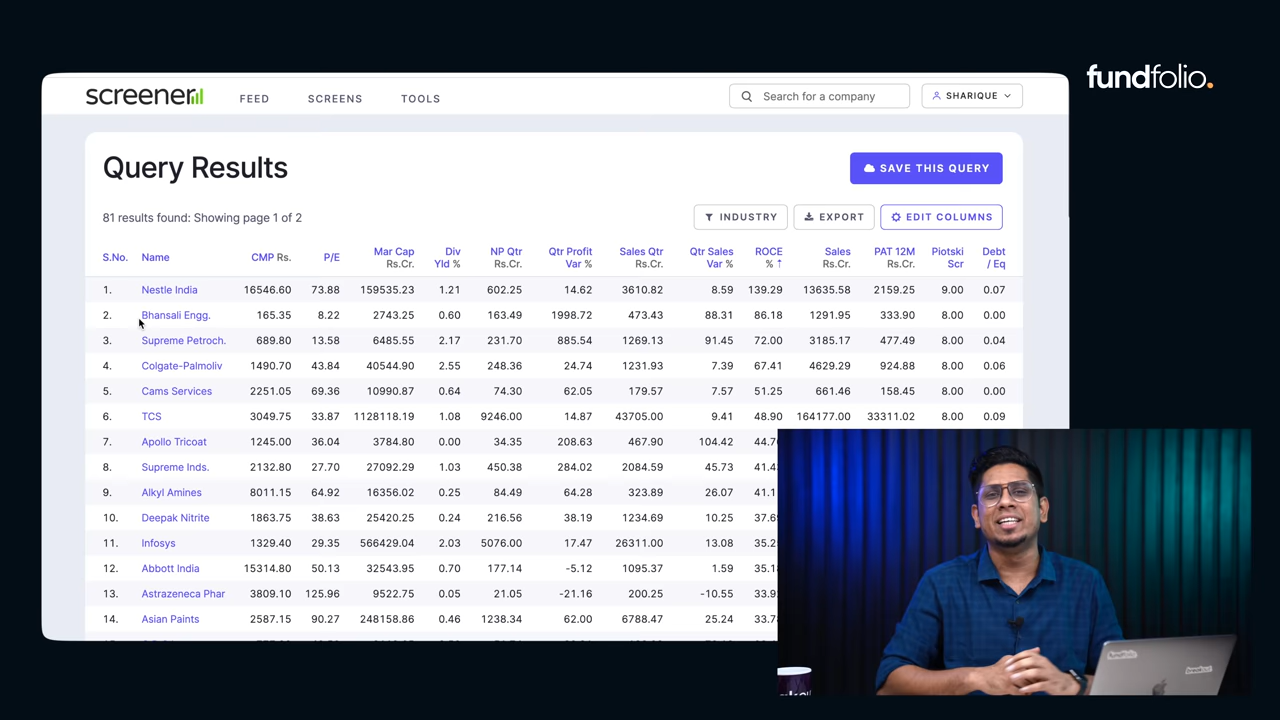 fundfolio.
screener
FEED SCREENS TOOLS
Search for a company
SHARIQUE
Query Results
SAVE THIS QUERY
81 results found: Showing page 1 of 2
INDUSTRY EXPORT EDIT COLUMNS
S.No. Name CMP Rs. P/E Mar Cap Rs.Cr. Div Yld % NP Qtr Rs.Cr. Qtr Profit Var % Sales Qtr Rs.Cr. Qtr Sales Var % ROCE % ↑ Sales Rs.Cr. PAT 12M Rs.Cr. Piotski Scr Debt / Eq
1. Nestle India 16546.60 73.88 159535.23 1.21 602.25 14.62 3610.82 8.59 139.29 13635.58 2159.25 9.00 0.07
2. Bhansali Engg. 165.35 8.22 2743.25 0.60 163.49 1998.72 473.43 88.31 86.18 1291.95 333.90 8.00 0.00
3. Supreme Petroch. 689.80 13.58 6485.55 2.17 231.70 885.54 1269.13 91.45 72.00 3185.17 477.49 8.00 0.04
4. Colgate-Palmoliv 1490.70 43.84 40544.90 2.55 248.36 24.74 1231.93 7.39 67.41 4629.29 924.88 8.00 0.06
5. Cams Services 2251.05 69.36 10990.87 0.64 74.30 62.05 179.57 7.57 51.25 661.46 158.45 8.00 0.00
6. TCS 3049.75 33.87 1128118.19 1.08 9246.00 14.87 43705.00 9.41 48.90 164177.00 33311.02 8.00 0.09
7. Apollo Tricoat 1245.00 36.04 3784.80 0.00 34.35 208.63 467.90 104.42 44.7
8. Supreme Inds. 2132.80 27.70 27092.29 1.03 450.38 284.02 2084.59 45.73 41.4
9. Alkyl Amines 8011.15 64.92 16356.02 0.25 84.49 64.28 323.89 26.07 41.1
10. Deepak Nitrite 1863.75 38.63 25420.25 0.24 216.56 38.19 1234.69 10.25 37.6
11. Infosys 1329.40 29.35 566429.04 2.03 5076.00 17.47 26311.00 13.08 35.2
12. Abbott India 15314.80 50.13 32543.95 0.70 177.14 -5.12 1095.37 1.59 35.1
13. Astrazeneca Phar 3809.10 125.96 9522.75 0.05 21.05 -21.16 200.25 -10.55 33.9
14. Asian Paints 2587.15 90.27 248158.86 0.46 1238.34 62.00 6788.47 25.24 33.7
fundfolio.